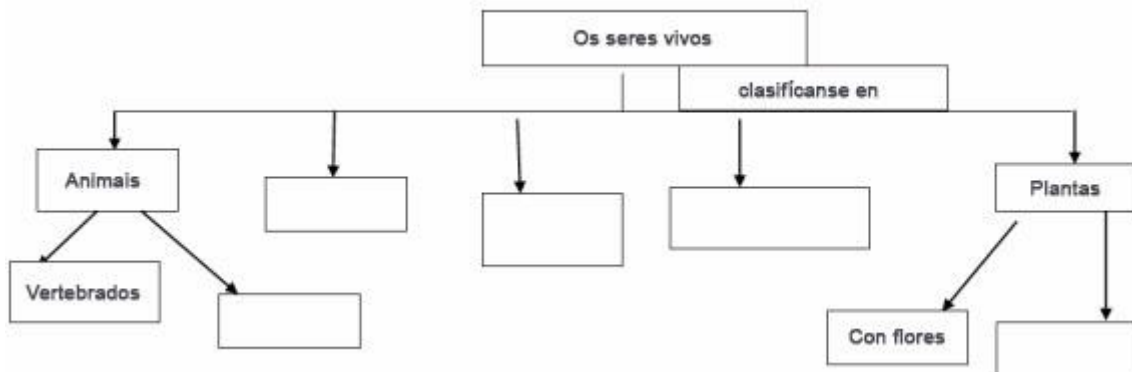 Os seres vivos
clasifícanse en
Animais
Plantas
Vertebrados
Con flores